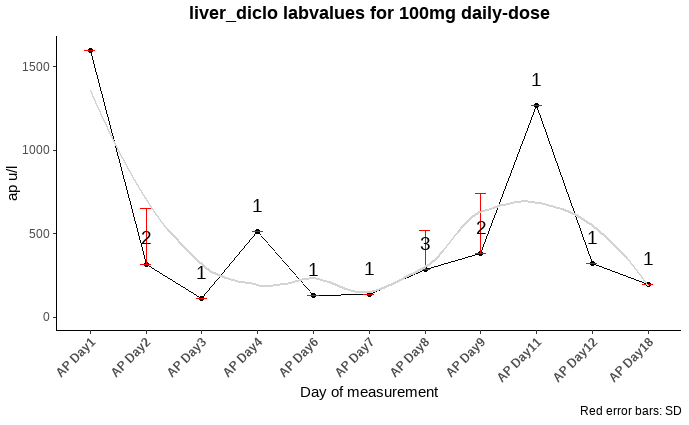 liver_diclo labvalues for 100mg daily-dose
ap u/l
1500
1000
500
0
2
1
1
1
1
3
2
1
1
1
AP Day1
AP Day2
AP Day3
AP Day4
AP Day6
AP Day7
AP Day8
AP Day9
AP Day11
AP Day12
AP Day18
Day of measurement
Red error bars: SD